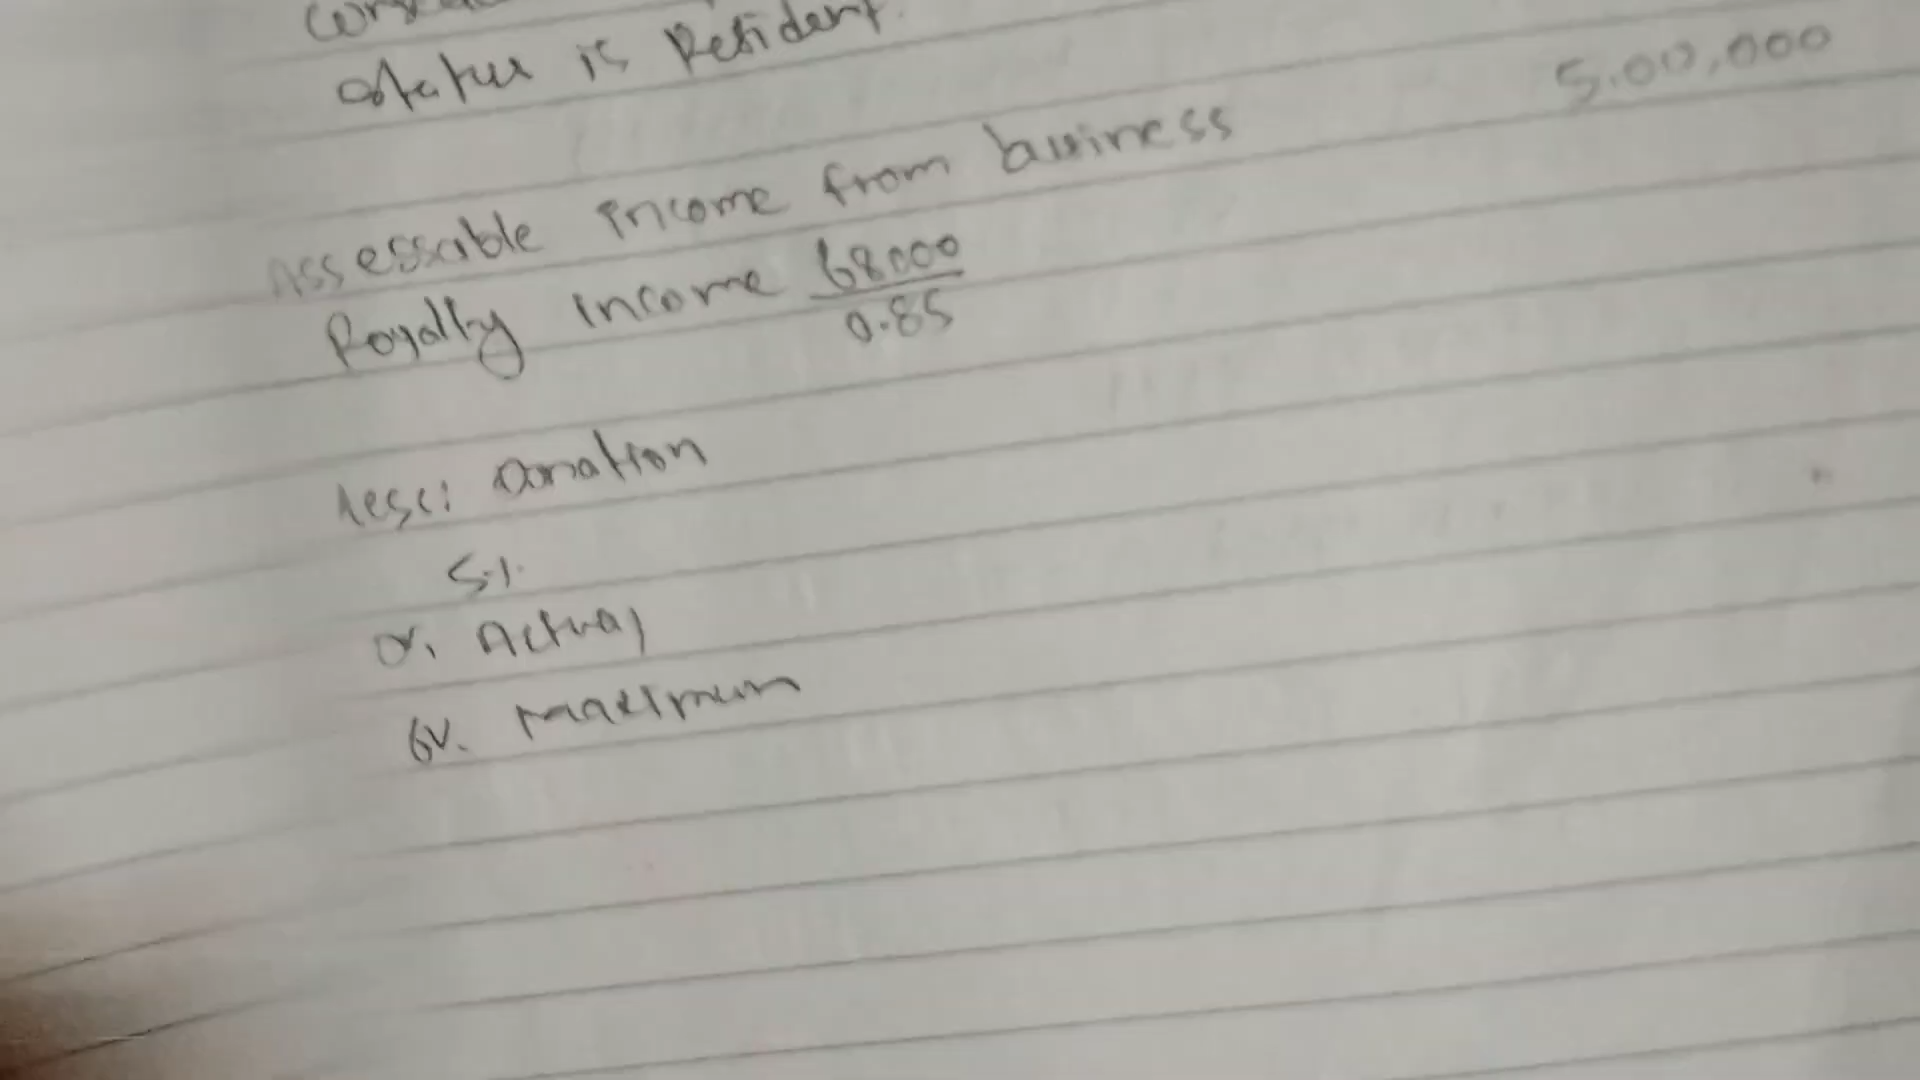 status is Resident.
Assessable income from business 5,00,000
Royalty income 68000
0.85
less: Donation
5%
or, Actual
or. maximum